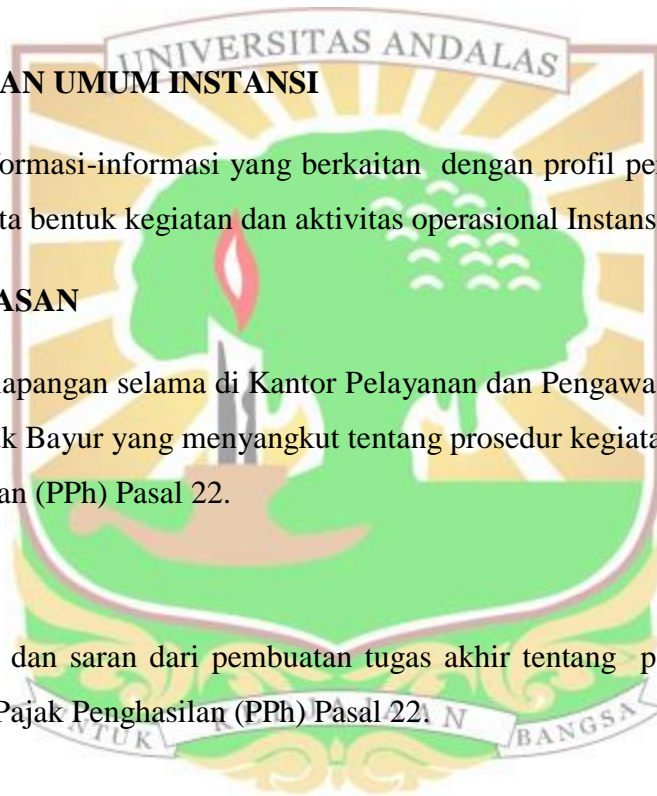 UNIVERSITAS ANDALAS
AN UMUM INSTANSI
formasi-informasi yang berkaitan dengan profil pe
ta bentuk kegiatan dan aktivitas operasional Instans
ASAN
lapangan selama di Kantor Pelayanan dan Pengawa
uk Bayur yang menyangkut tentang prosedur kegiata
an (PPh) Pasal 22.
dan saran dari pembuatan tugas akhir tentang p
Pajak Penghasilan (PPh) Pasal 22.
BANGSA